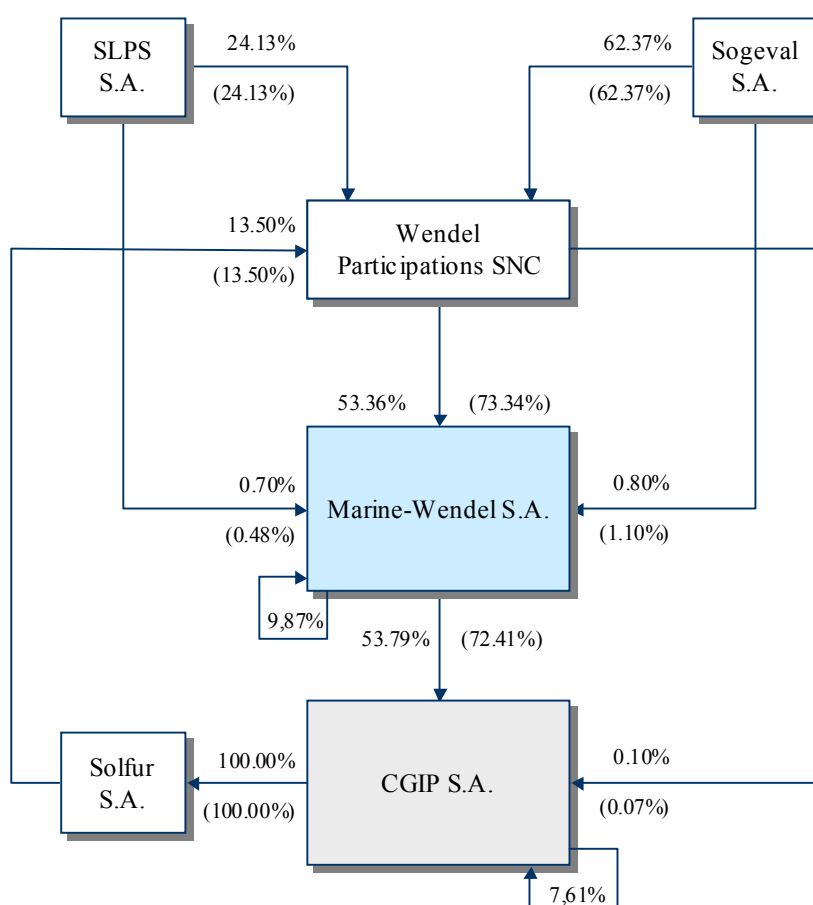 24.13%
62.37%
SLPS
S.A.
Sogeval
S.A.
(24.13%)
(62.37%)
13.50%
Wendel
Participations SNC
(13.50%)
53.36%
(73.34%)
0.70%
0.80%
Marine-Wendel S.A.
(0.48%)
(1.10%)
9,87%
53.79%
(72.41%)
Solfur
S.A.
100.00%
0.10%
CGIP S.A.
(100.00%)
(0.07%)
7,61%